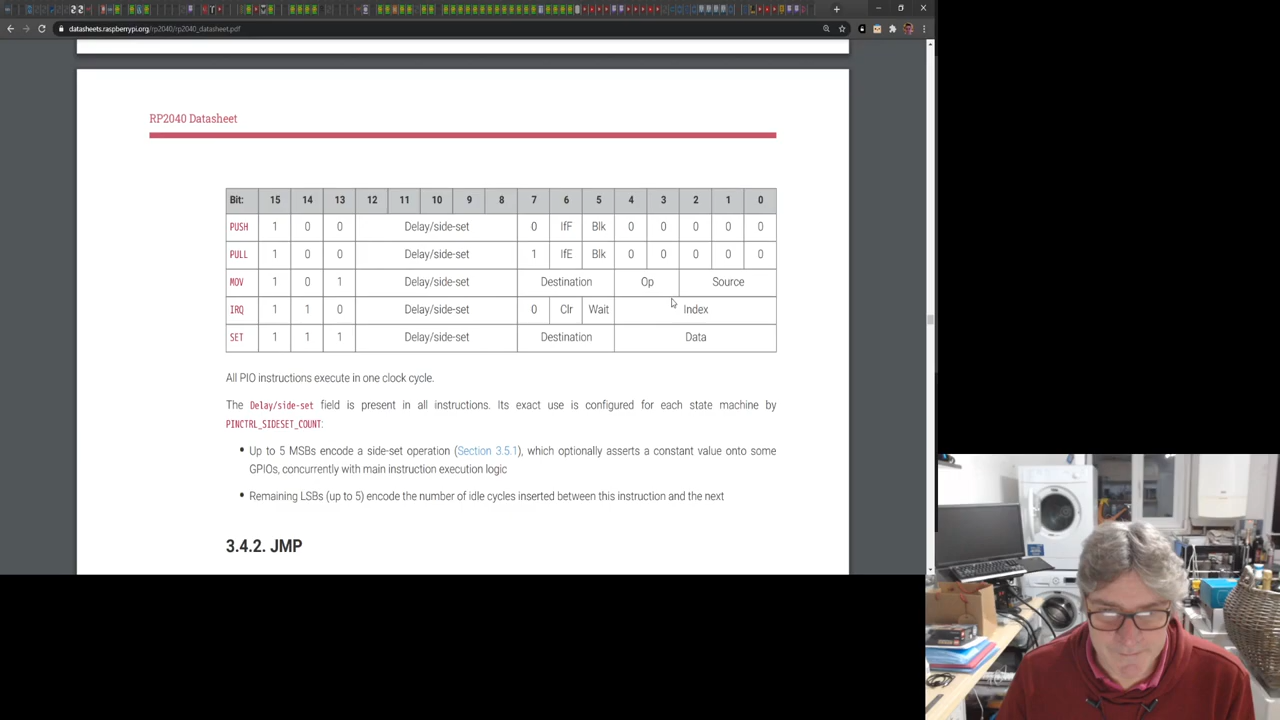 datasheets.raspberrypi.org/rp2040/rp2040_datasheet.pdf
RP2040 Datasheet
Bit: 15 14 13 12 11 10 9 8 7 6 5 4 3 2 1 0
PUSH 1 0 0 Delay/side-set 0 IfF Blk 0 0 0 0 0
PULL 1 0 0 Delay/side-set 1 IfE Blk 0 0 0 0 0
MOV 1 0 1 Delay/side-set Destination Op Source
IRQ 1 1 0 Delay/side-set 0 Clr Wait Index
SET 1 1 1 Delay/side-set Destination Data
All PIO instructions execute in one clock cycle.
The Delay/side-set field is present in all instructions. Its exact use is configured for each state machine by
PINCTRL_SIDESET_COUNT:
• Up to 5 MSBs encode a side-set operation (Section 3.5.1), which optionally asserts a constant value onto some
GPIOs, concurrently with main instruction execution logic
• Remaining LSBs (up to 5) encode the number of idle cycles inserted between this instruction and the next
3.4.2. JMP